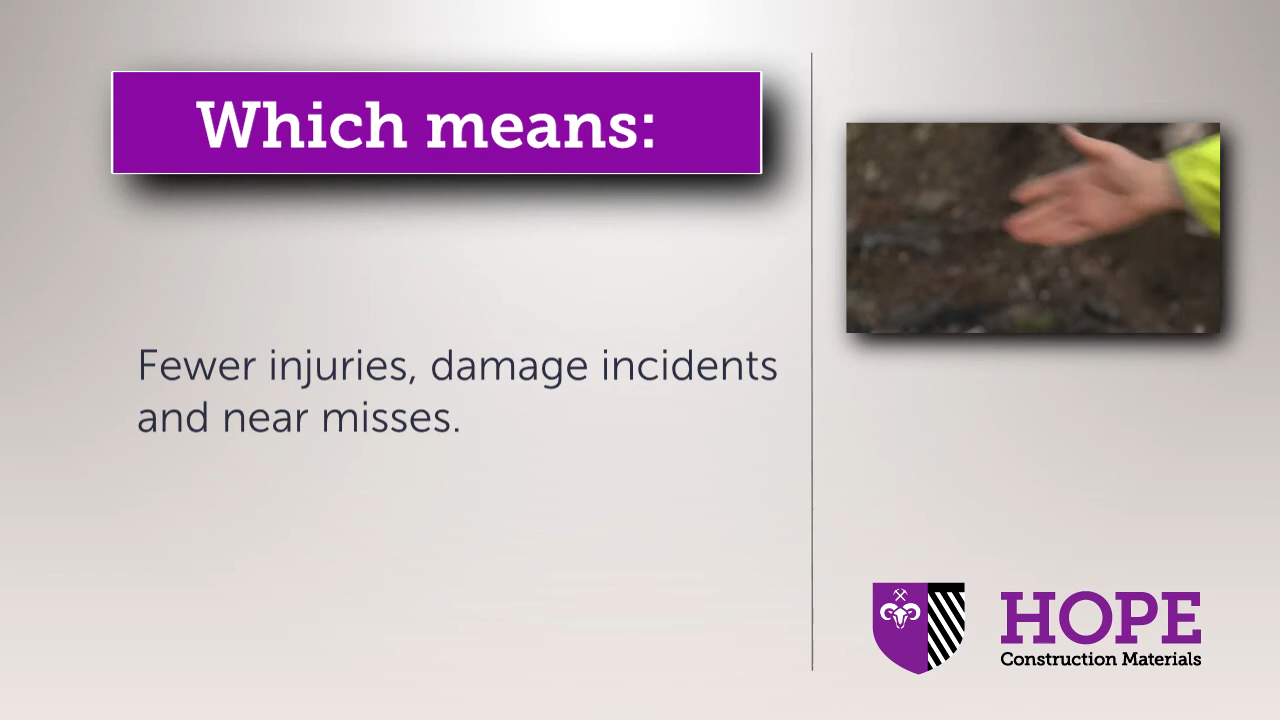 Which means:
Fewer injuries, damage incidents
and near misses.
HOPE
Construction Materials